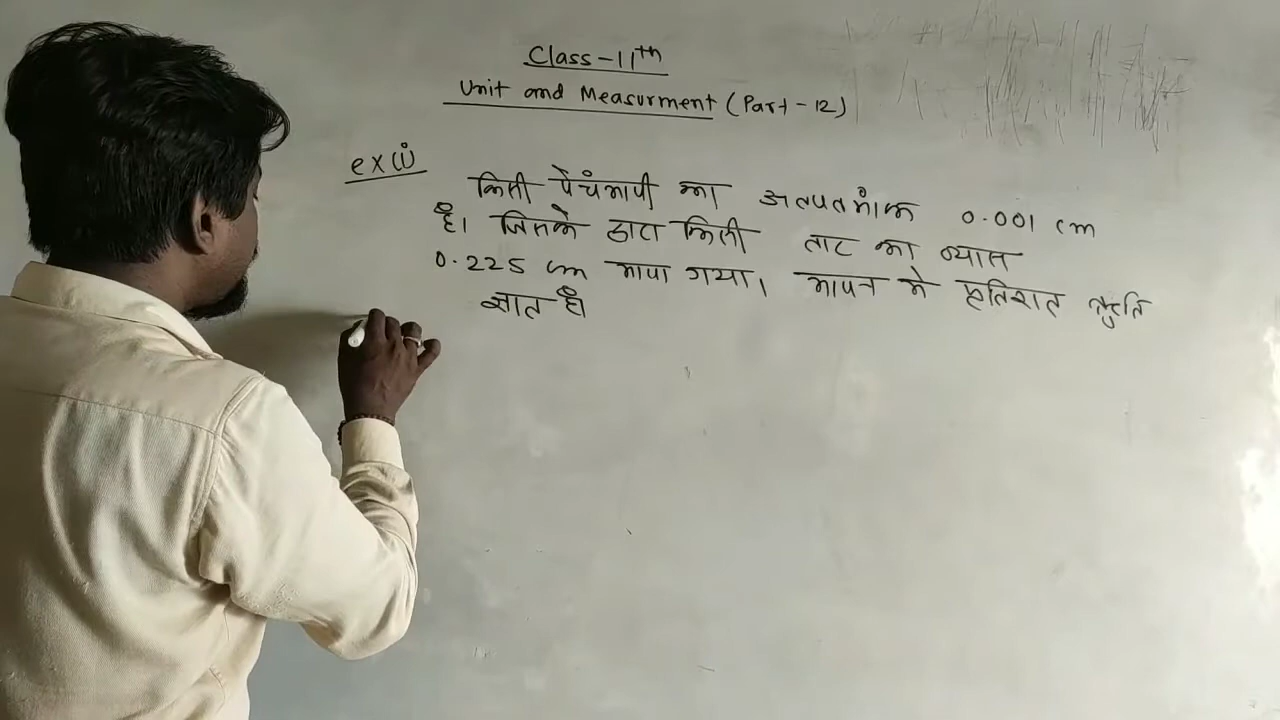 Class-11th
Unit and Measurment (Part-12)
ex(i)
किसी पेंचमापी का अल्पतमांक 0.001 cm
है। जिसके द्वारा किसी तार का व्यास
0.225 cm मापा गया। मापन मे प्रतिशत त्रुटि
ज्ञात है।